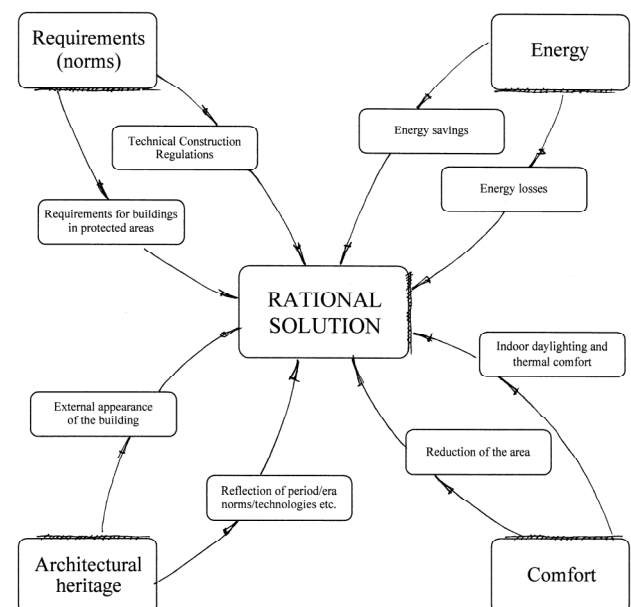 Requirements
(norms)
Energy
Technical Construction
Regulations
Energy savings
Energy losses
Requirements for buildings
in protected areas
RATIONAL
SOLUTION
Indoor daylighting and
thermal comfort
External appearance
of the building
Reduction of the area
Reflection of period/era
norms/technologies etc.
Architectural
heritage
Comfort